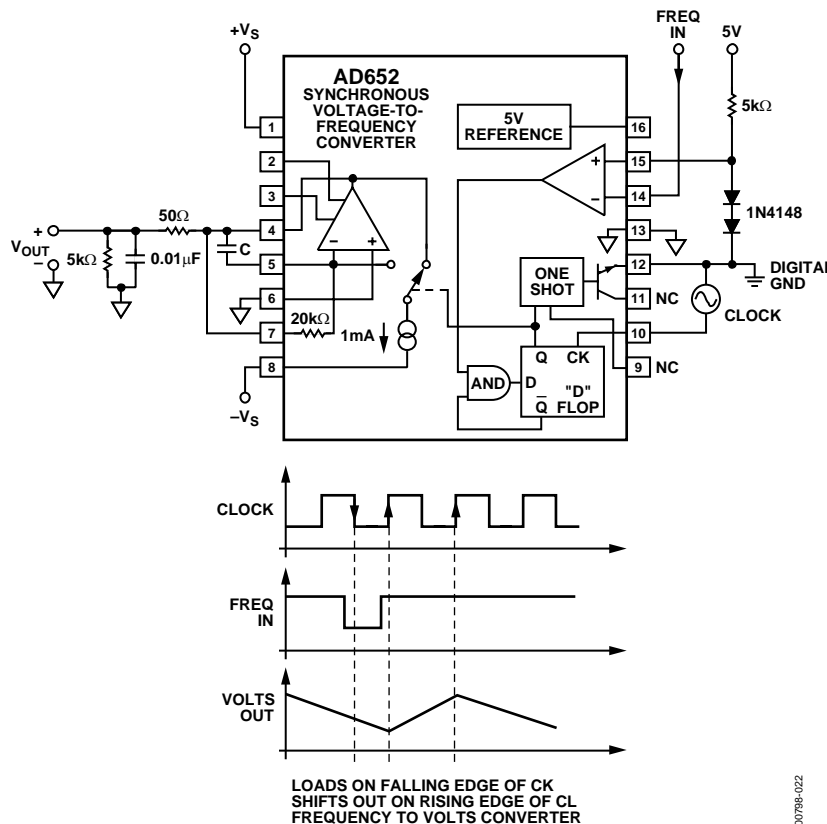 +VS
FREQ
IN
5V
AD652
SYNCHRONOUS
VOLTAGE-TO-
FREQUENCY
CONVERTER
5V
REFERENCE
5kΩ
1
2
3
4
5
6
7
8
16
15
14
13
12
11
10
9
+
–
1N4148
50Ω
+
VOUT
–
5kΩ
0.01µF
C
–
+
20kΩ
1mA
ONE
SHOT
DIGITAL
GND
NC
CLOCK
NC
Q
CK
AND
D
"D"
Q
FLOP
–VS
CLOCK
FREQ
IN
VOLTS
OUT
LOADS ON FALLING EDGE OF CK
SHIFTS OUT ON RISING EDGE OF CL
FREQUENCY TO VOLTS CONVERTER
00798-022